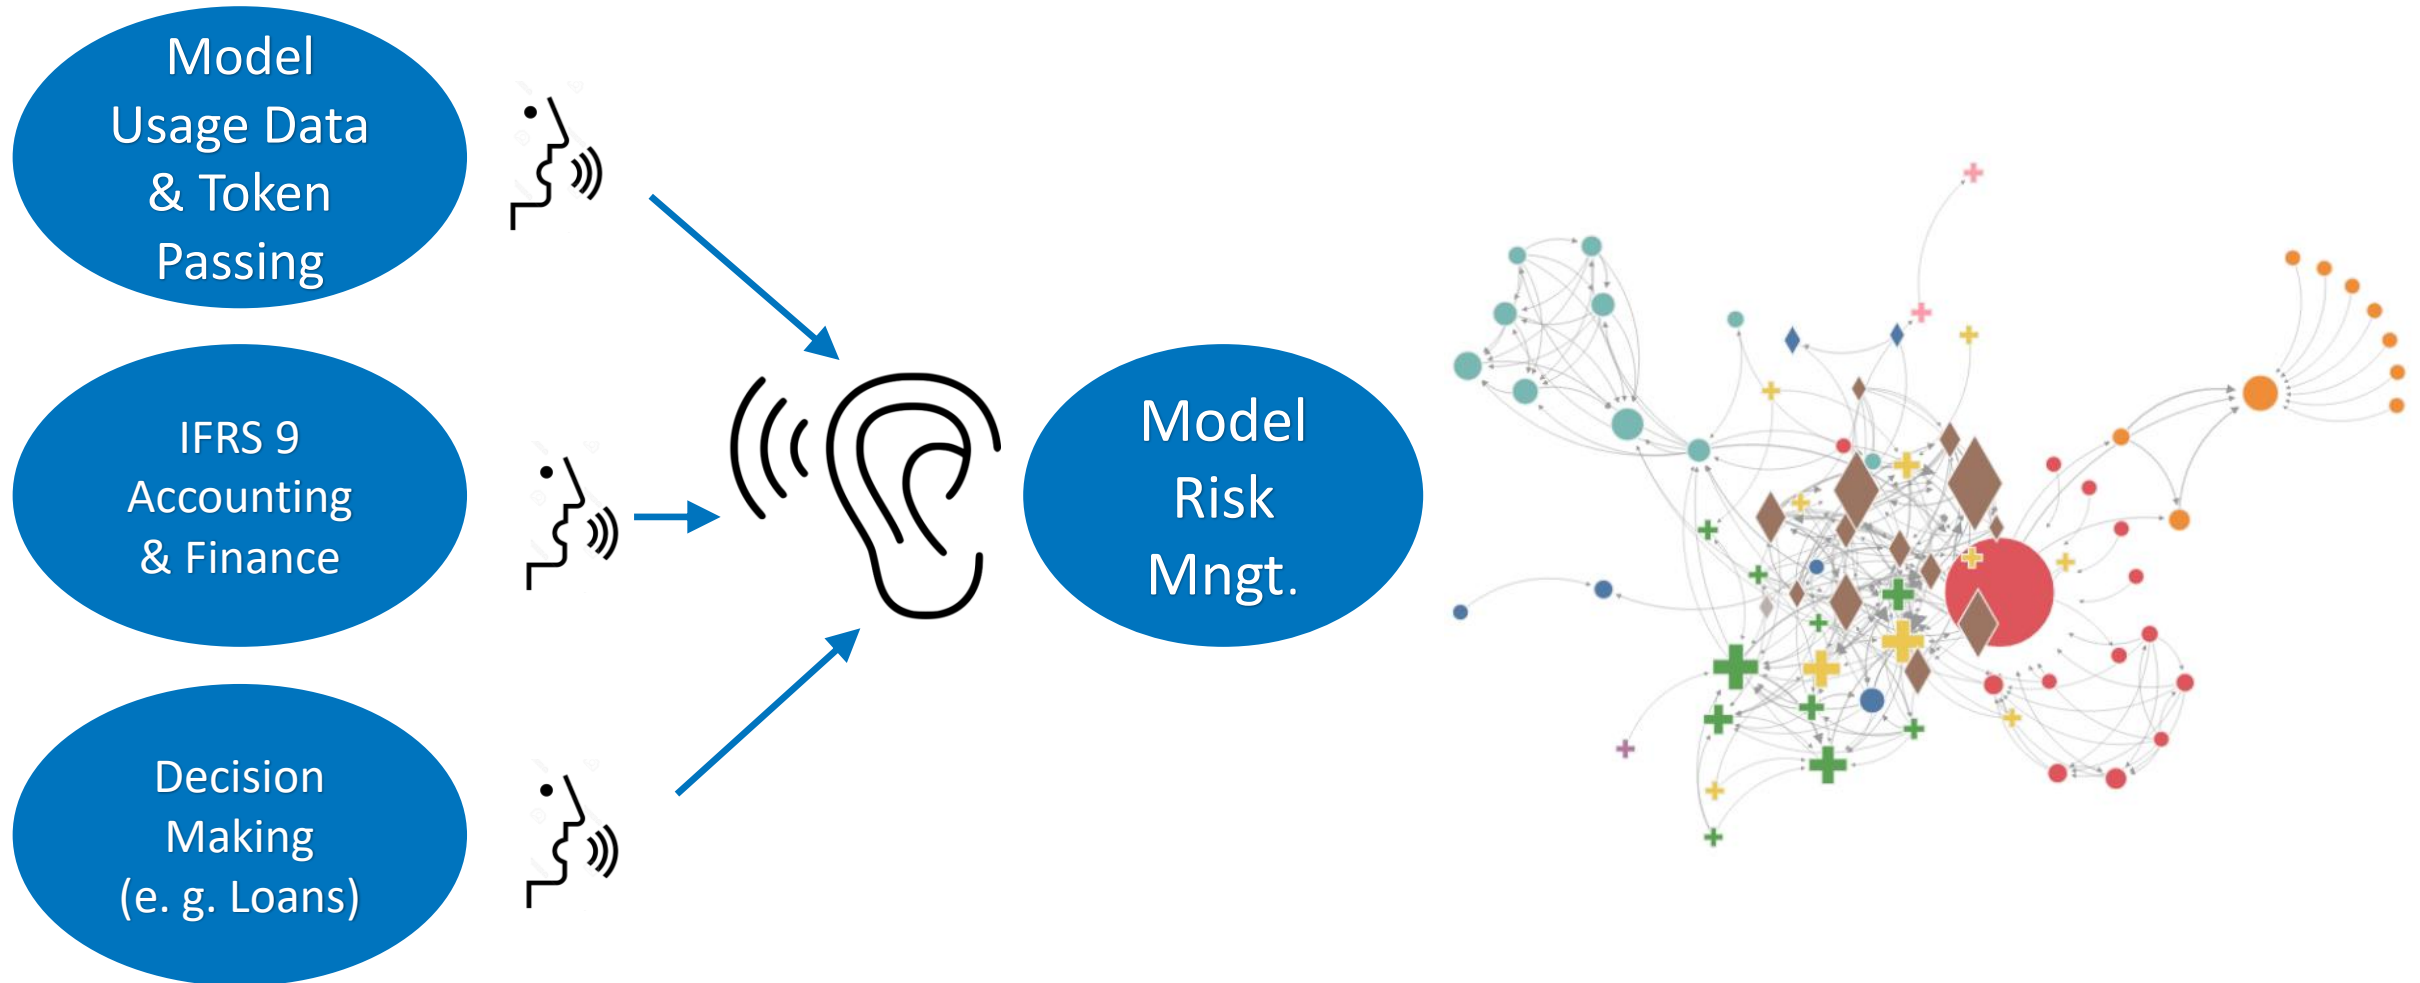 Model
Usage Data
& Token
Passing
IFRS 9
Accounting
& Finance
Decision
Making
(e. g. Loans)
Model
Risk
Mngt.